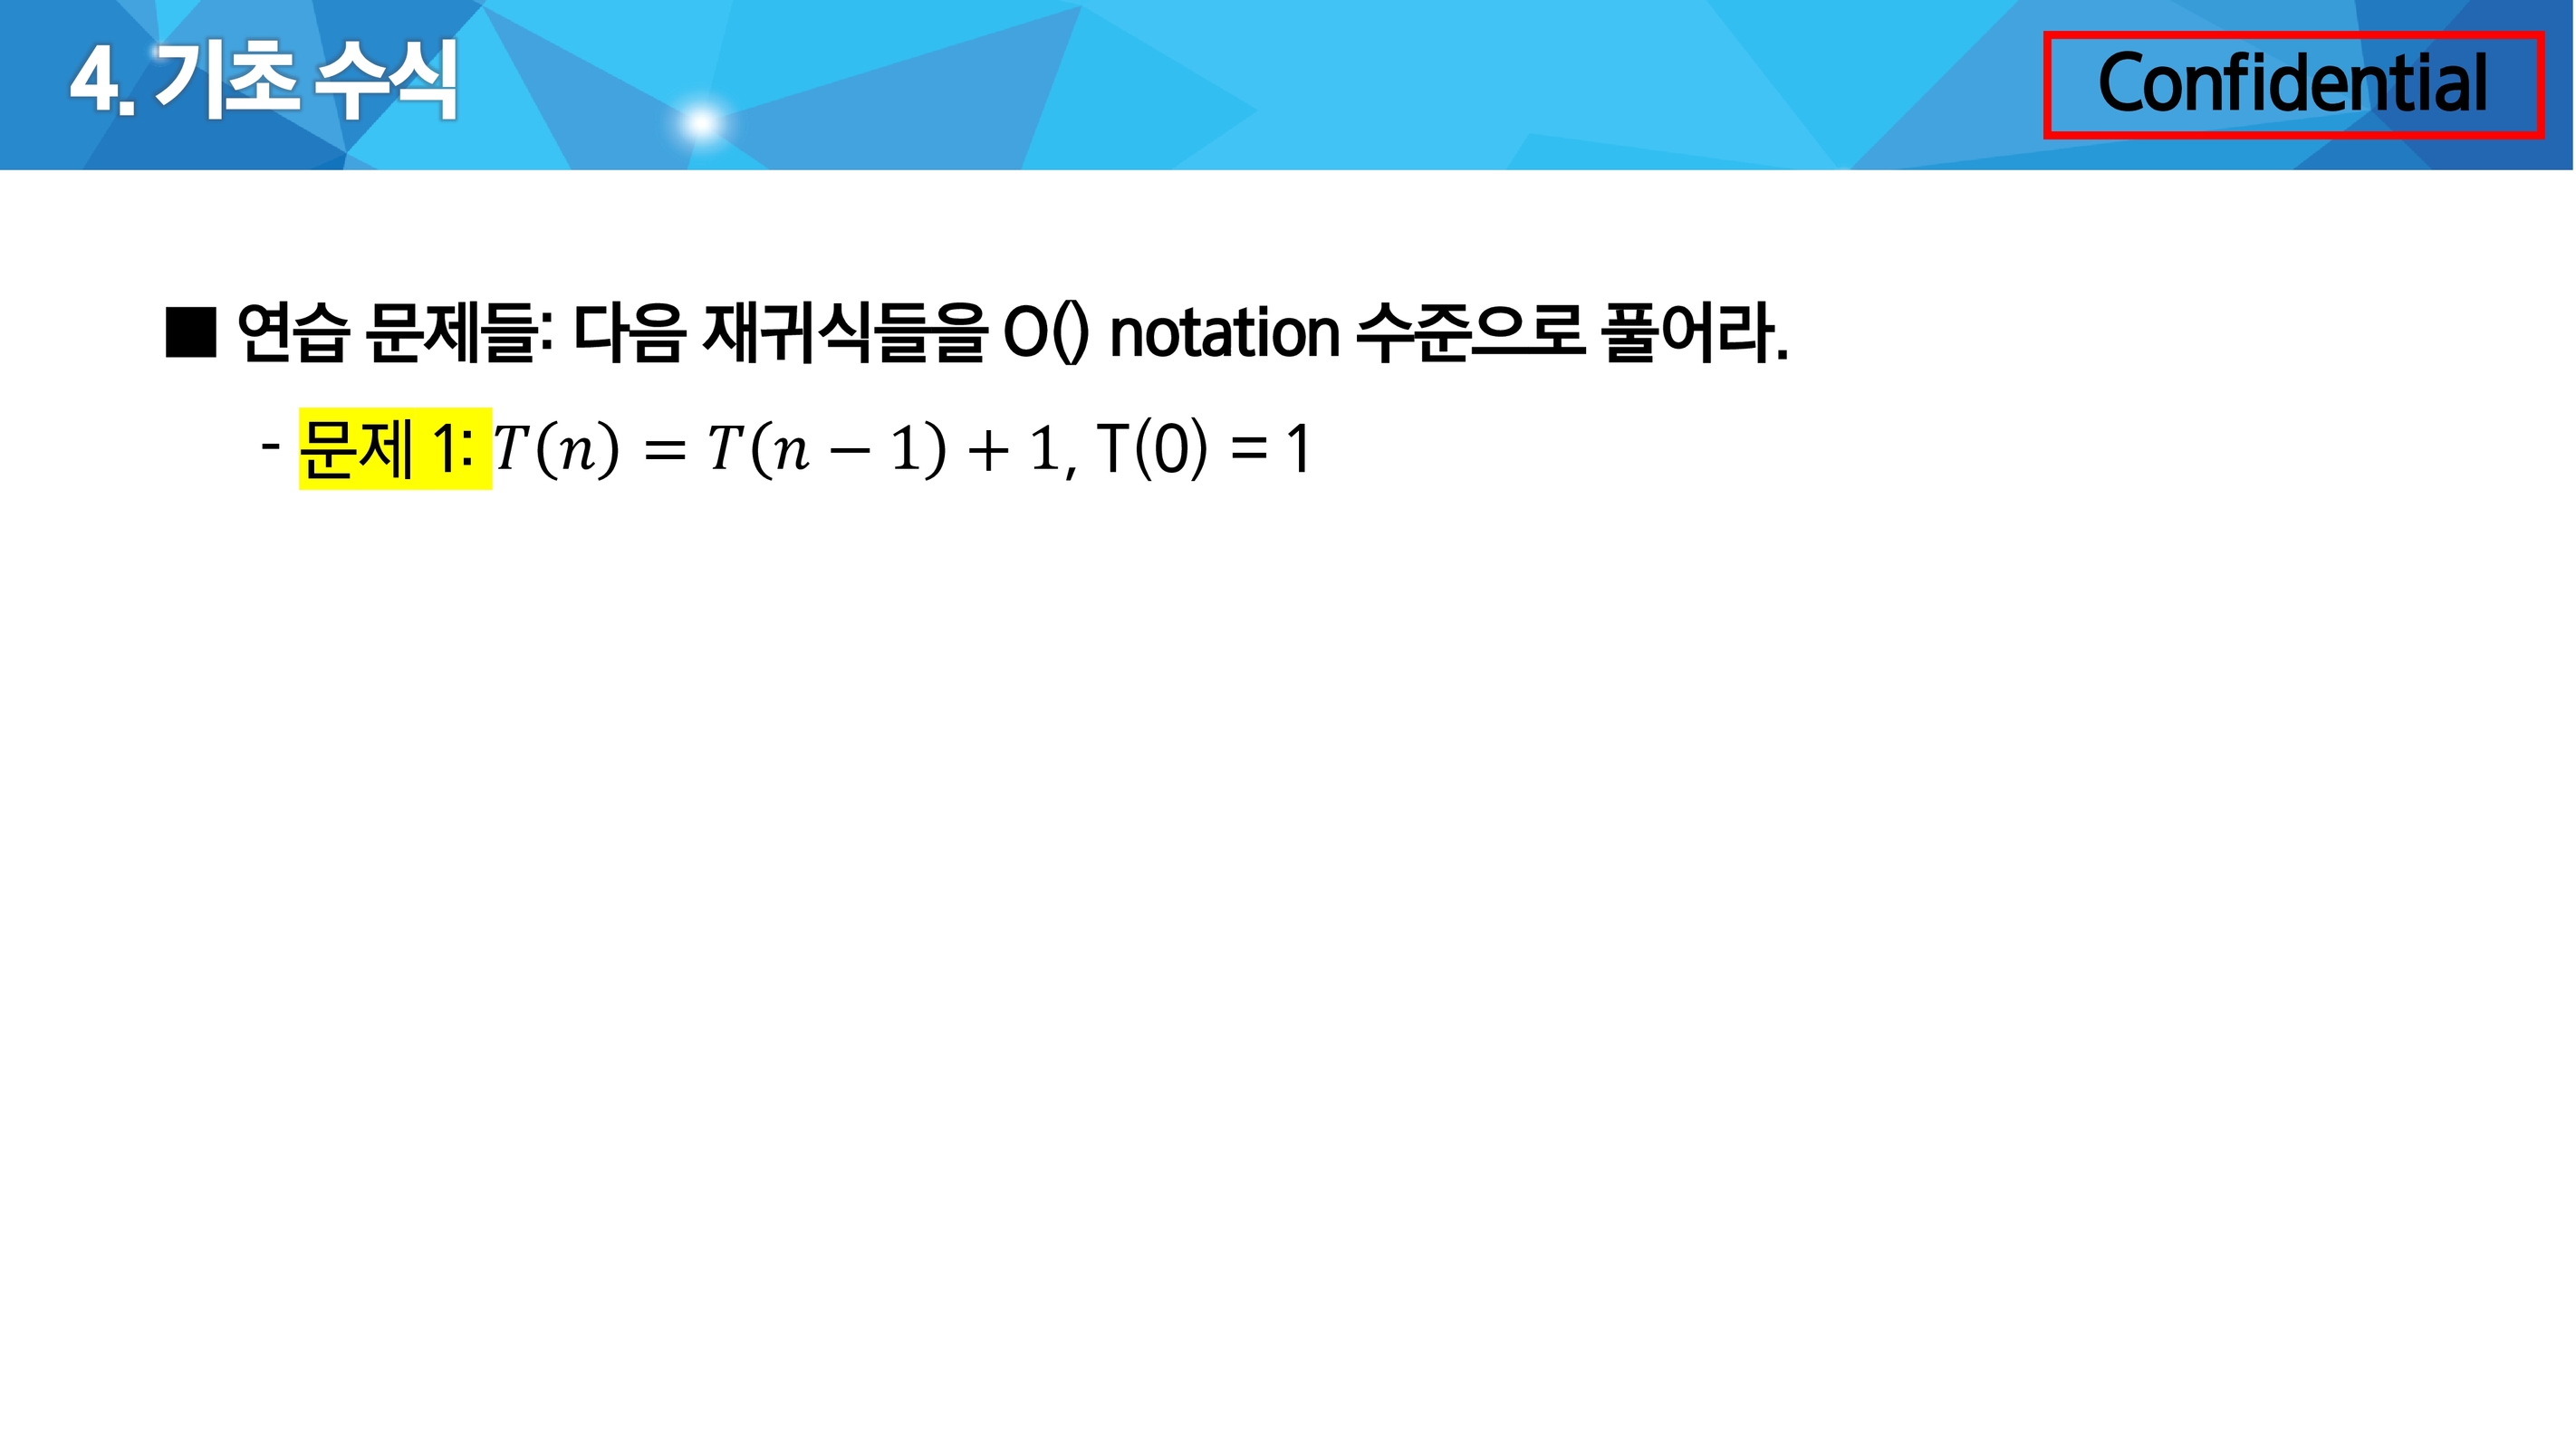 4. 기초 수식
Confidential
■ 연습 문제들: 다음 재귀식들을 O() notation 수준으로 풀어라.
- 문제 1: T(n) = T(n − 1) + 1, T(0) = 1